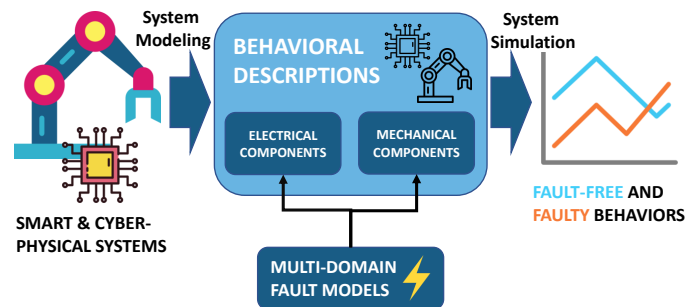 System
Modeling
BEHAVIORAL
DESCRIPTIONS
System
Simulation
ELECTRICAL
COMPONENTS
MECHANICAL
COMPONENTS
SMART & CYBER-
PHYSICAL SYSTEMS
FAULT-FREE AND
FAULTY BEHAVIORS
MULTI-DOMAIN
FAULT MODELS